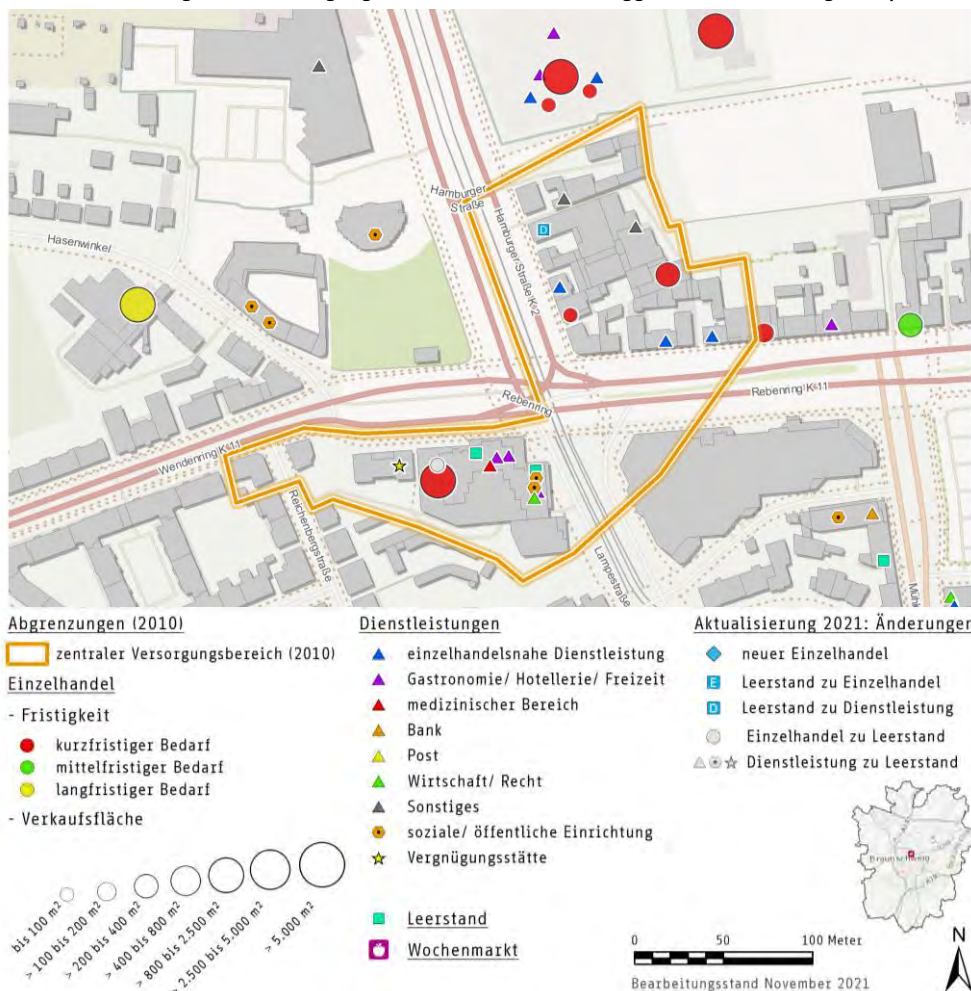 Hamburger
Straße
Hamburger Straße K 2
Hasenwinkel
Rebenring
Rebenring K 11
Wendenring K 11
Reichenbergstraße
Lampestraße
D
Abgrenzungen (2010)
zentraler Versorgungsbereich (2010)
Einzelhandel
- Fristigkeit
kurzfristiger Bedarf
mittelfristiger Bedarf
langfristiger Bedarf
- Verkaufsfläche
bis 100 m²
> 100 bis 200 m²
> 200 bis 400 m²
> 400 bis 800 m²
> 800 bis 2.500 m²
> 2.500 bis 5.000 m²
> 5.000 m²
Dienstleistungen
einzelhandelsnahe Dienstleistung
Gastronomie/ Hotellerie/ Freizeit
medizinischer Bereich
Bank
Post
Wirtschaft/ Recht
Sonstiges
soziale/ öffentliche Einrichtung
Vergnügungsstätte
Leerstand
Wochenmarkt
Aktualisierung 2021: Änderungen
neuer Einzelhandel
E Leerstand zu Einzelhandel
D Leerstand zu Dienstleistung
Einzelhandel zu Leerstand
Dienstleistung zu Leerstand
Braunschweig
0 50 100 Meter
N
Bearbeitungsstand November 2021